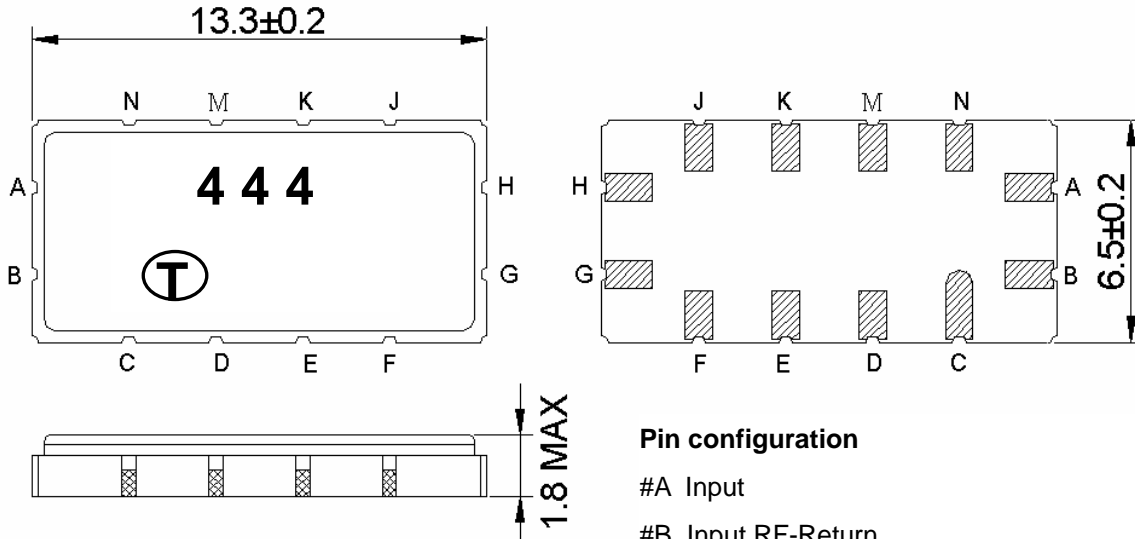 13.3±0.2
N M K J
J K M N
A
H
H
A
444
6.5±0.2
B
G
G
B
T
C D E F
F E D C
1.8 MAX
Pin configuration
#A Input
#B Input RF-Return